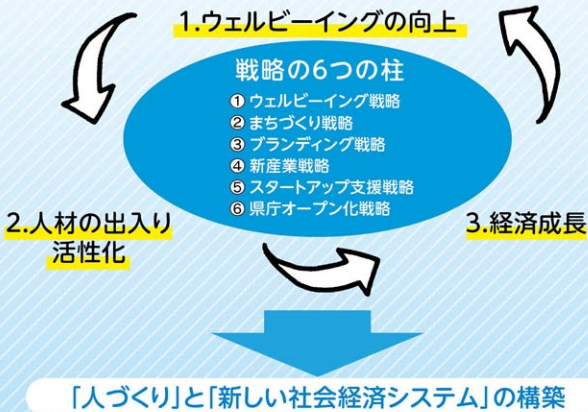 1.ウェルビーイングの向上
戦略の6つの柱
① ウェルビーイング戦略
② まちづくり戦略
③ ブランディング戦略
④ 新産業戦略
⑤ スタートアップ支援戦略
⑥ 県庁オープン化戦略
2.人材の出入り
活性化
3.経済成長
「人づくり」と「新しい社会経済システム」の構築